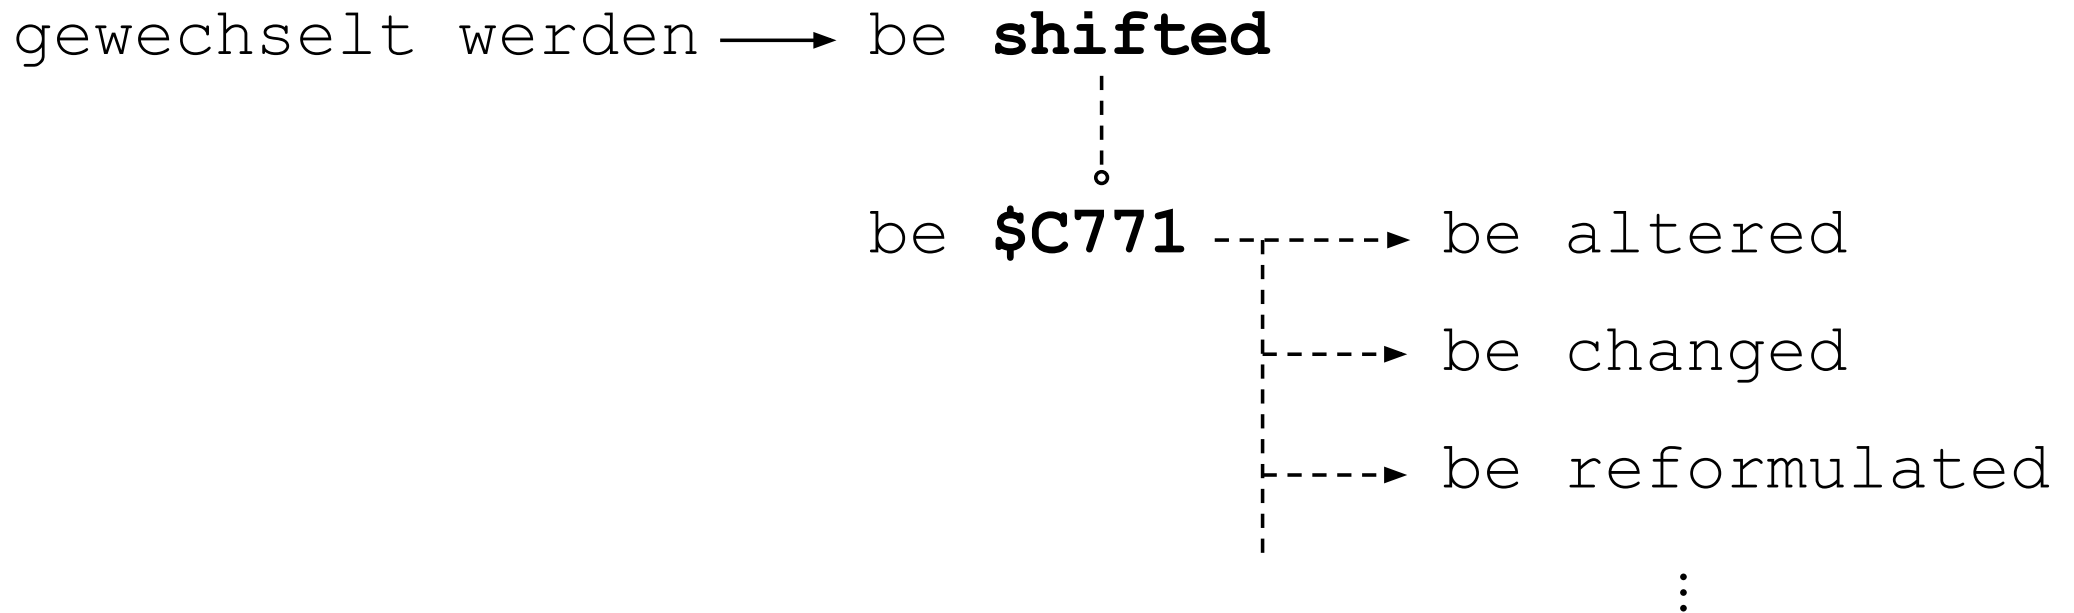 gewechselt werden be shifted
be $C771 be altered
be changed
be reformulated